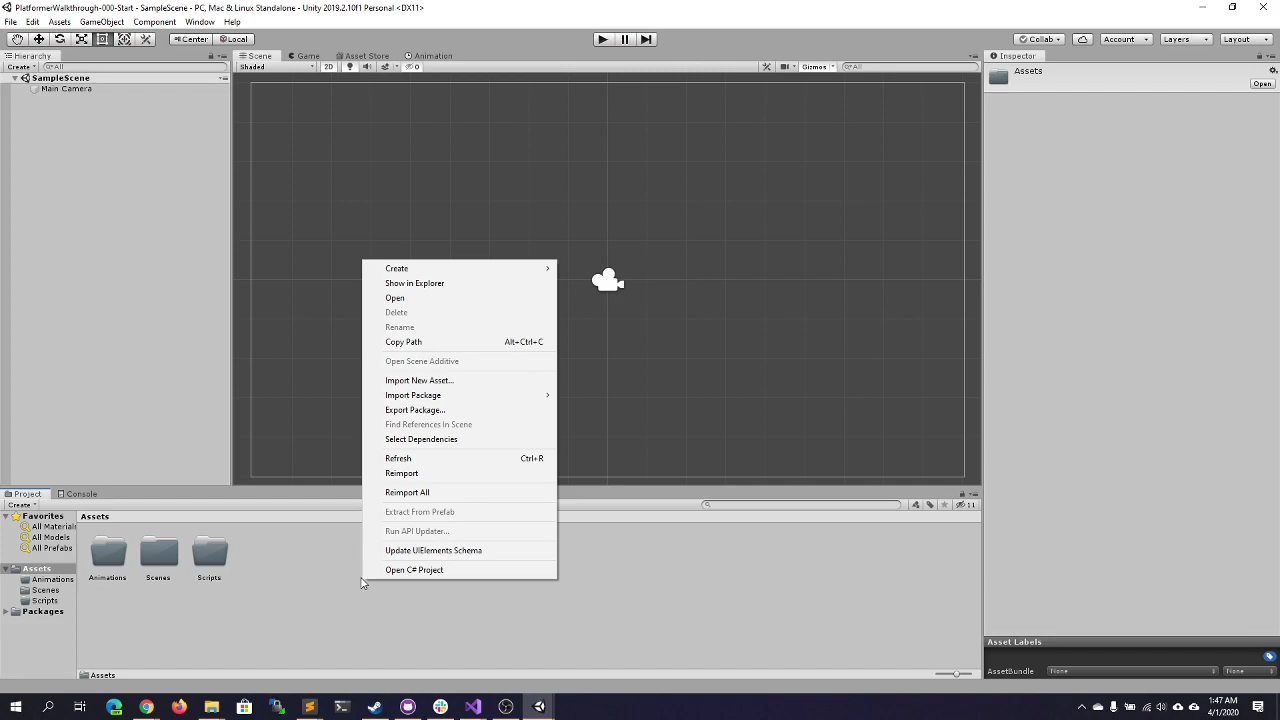 PlatformerWalkthrough-000-Start - SampleScene - PC, Mac & Linux Standalone - Unity 2019.2.10f1 Personal <DX11>
File Edit Assets GameObject Component Window Help
Center Local Collab Account Layers Layout
Hierarchy Scene Game Asset Store Animation Inspector
Create All Shaded 2D 0 Gizmos All
SampleScene
Main Camera
Assets
Open
Create
Show in Explorer
Open
Delete
Rename
Copy Path Alt+Ctrl+C
Open Scene Additive
Import New Asset...
Import Package
Export Package...
Find References In Scene
Select Dependencies
Refresh Ctrl+R
Reimport
Reimport All
Extract From Prefab
Run API Updater...
Update UIElements Schema
Open C# Project
Project Console
Create 11
Favorites
All Material
All Models
All Prefabs
Assets
Animations
Scenes
Scripts
Packages
Assets
Animations Scenes Scripts
Assets
Asset Labels
AssetBundle None None
1:47 AM
4/1/2020